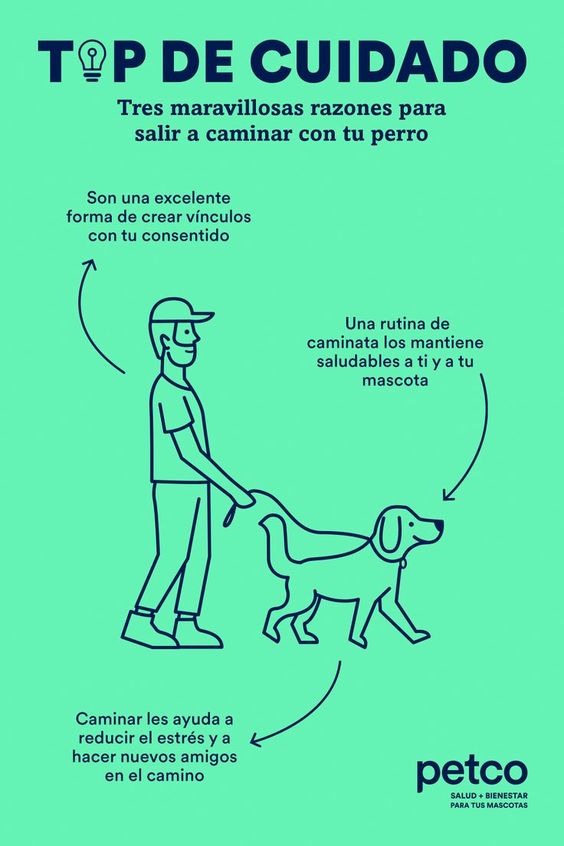 TIP DE CUIDADO
Tres maravillosas razones para
salir a caminar con tu perro
Son una excelente
forma de crear vínculos
con tu consentido
Una rutina de
caminata los mantiene
saludables a ti y a tu
mascota
Caminar les ayuda a
reducir el estrés y a
hacer nuevos amigos
en el camino
petco
SALUD + BIENESTAR
PARA TUS MASCOTAS